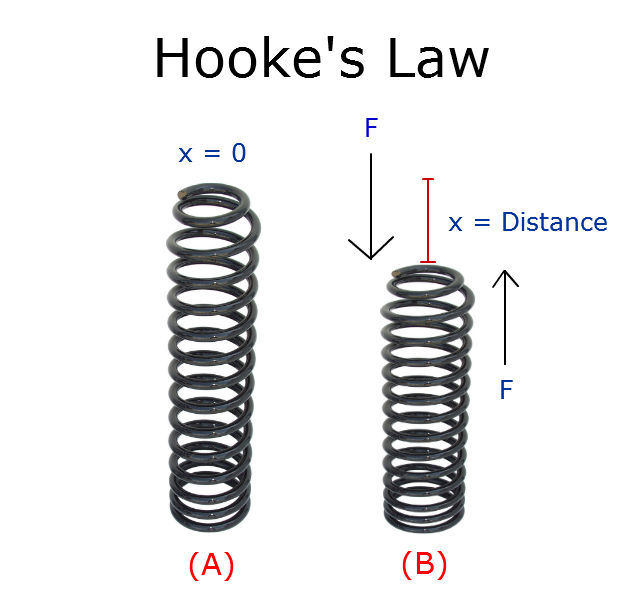 Hooke's Law
x = 0
F
x = Distance
F
(A)
(B)